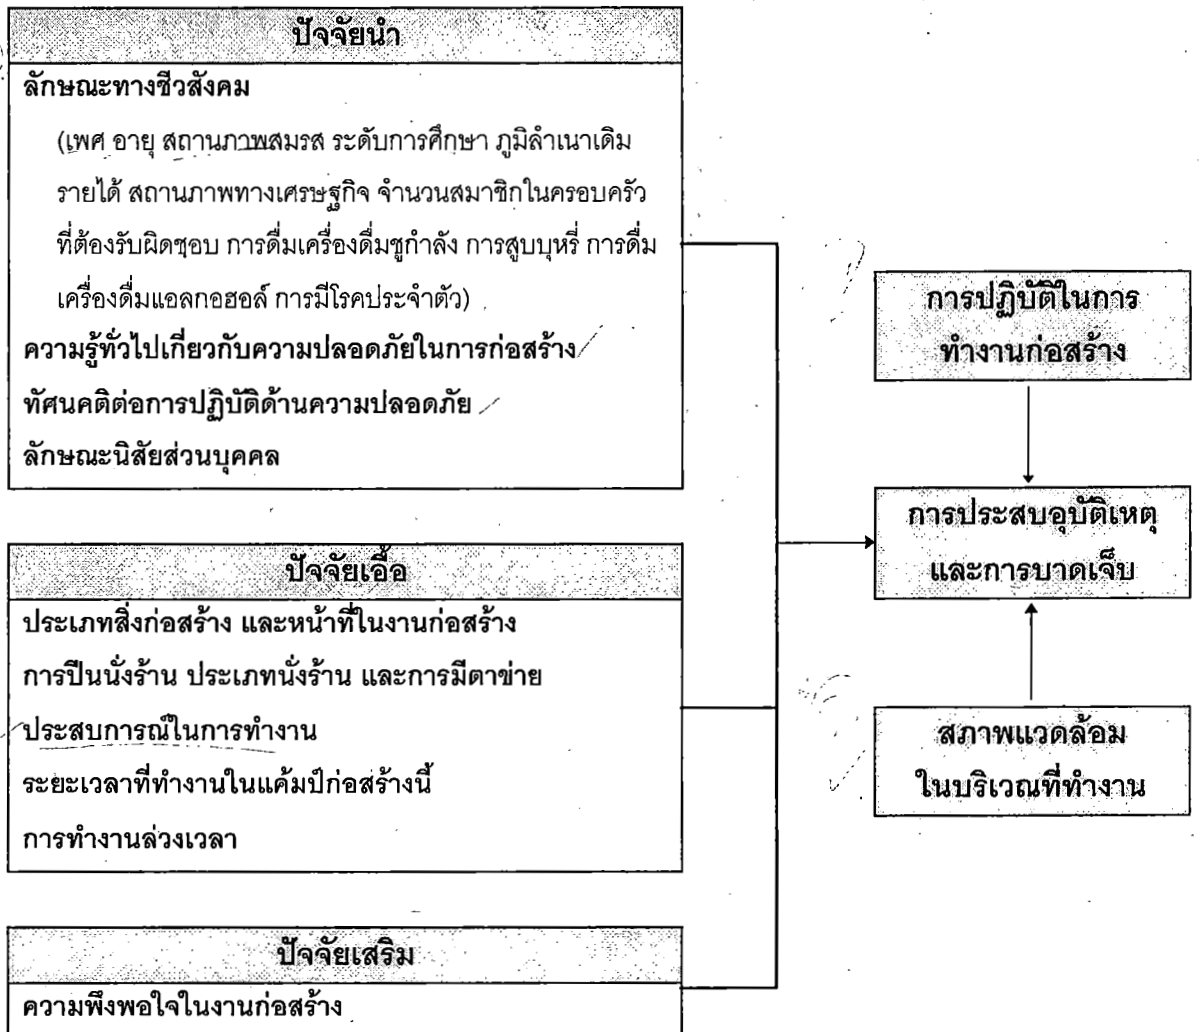 ปัจจัยนำ
ลักษณะทางชีวสังคม
(เพศ อายุ สถานภาพสมรส ระดับการศึกษา ภูมิลำเนาเดิม
รายได้ สถานภาพทางเศรษฐกิจ จำนวนสมาชิกในครอบครัว
ที่ต้องรับผิดชอบ การดื่มเครื่องดื่มชูกำลัง การสูบบุหรี่ การดื่ม
เครื่องดื่มแอลกอฮอล์ การมีโรคประจำตัว)
ความรู้ทั่วไปเกี่ยวกับความปลอดภัยในการก่อสร้าง
ทัศนคติต่อการปฏิบัติด้านความปลอดภัย
ลักษณะนิสัยส่วนบุคคล
ปัจจัยเอื้อ
ประเภทสิ่งก่อสร้าง และหน้าที่ในงานก่อสร้าง
การปีนนั่งร้าน ประเภทนั่งร้าน และการมีตาข่าย
ประสบการณ์ในการทำงาน
ระยะเวลาที่ทำงานในแค้มป์ก่อสร้างนี้
การทำงานล่วงเวลา
ปัจจัยเสริม
ความพึงพอใจในงานก่อสร้าง
การปฏิบัติในการ
ทำงานก่อสร้าง
การประสบอุบัติเหตุ
และการบาดเจ็บ
สภาพแวดล้อม
ในบริเวณที่ทำงาน